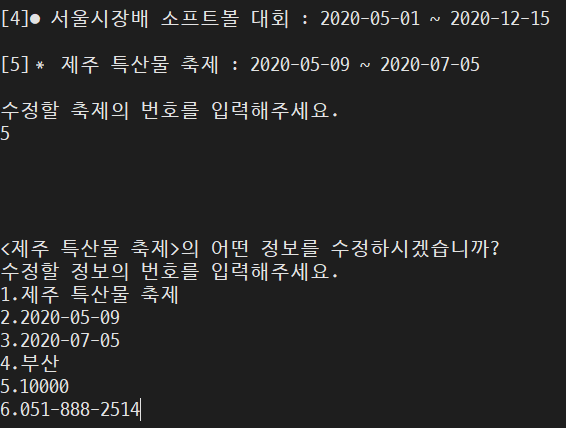 [4]● 서울시장배 소프트볼 대회 : 2020-05-01 ~ 2020-12-15
[5]* 제주 특산물 축제 : 2020-05-09 ~ 2020-07-05
수정할 축제의 번호를 입력해주세요.
5
<제주 특산물 축제>의 어떤 정보를 수정하시겠습니까?
수정할 정보의 번호를 입력해주세요.
1.제주 특산물 축제
2.2020-05-09
3.2020-07-05
4.부산
5.10000
6.051-888-2514